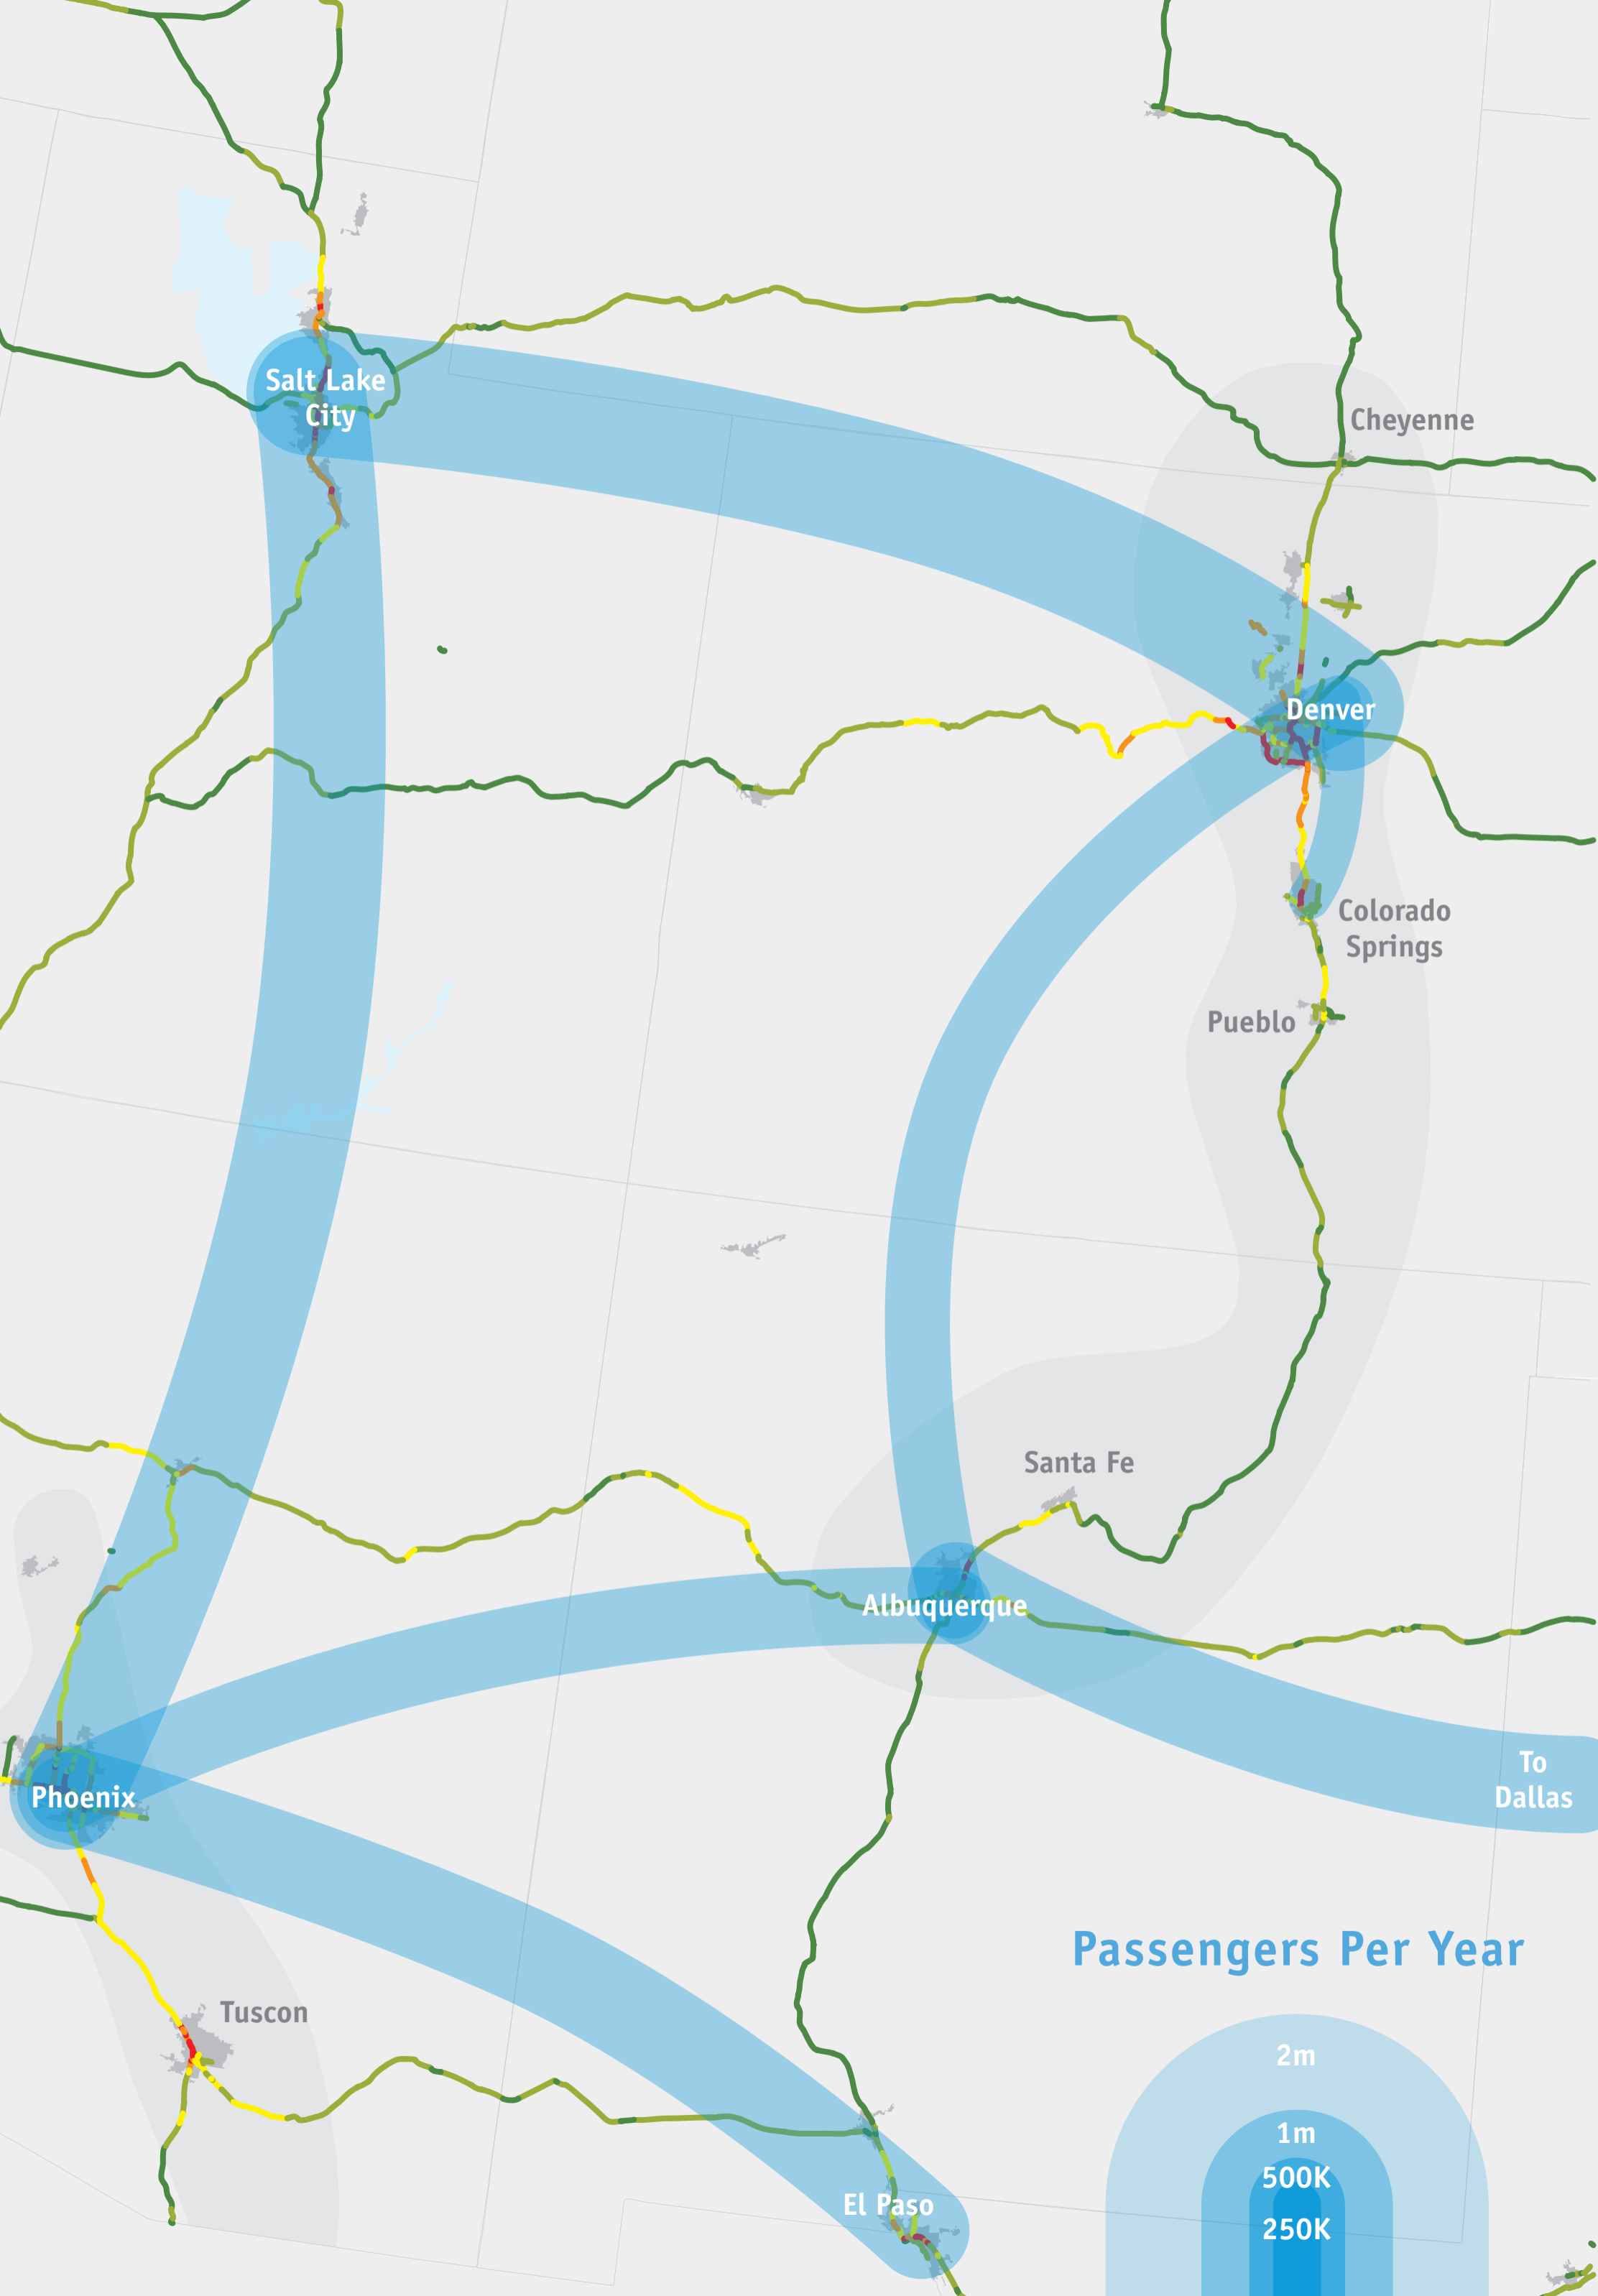 Salt Lake
City
Cheyenne
Denver
Colorado
Springs
Pueblo
Santa Fe
Albuquerque
To
Dallas
Phoenix
Tuscon
El Paso
Passengers Per Year
2m
1m
500K
250K